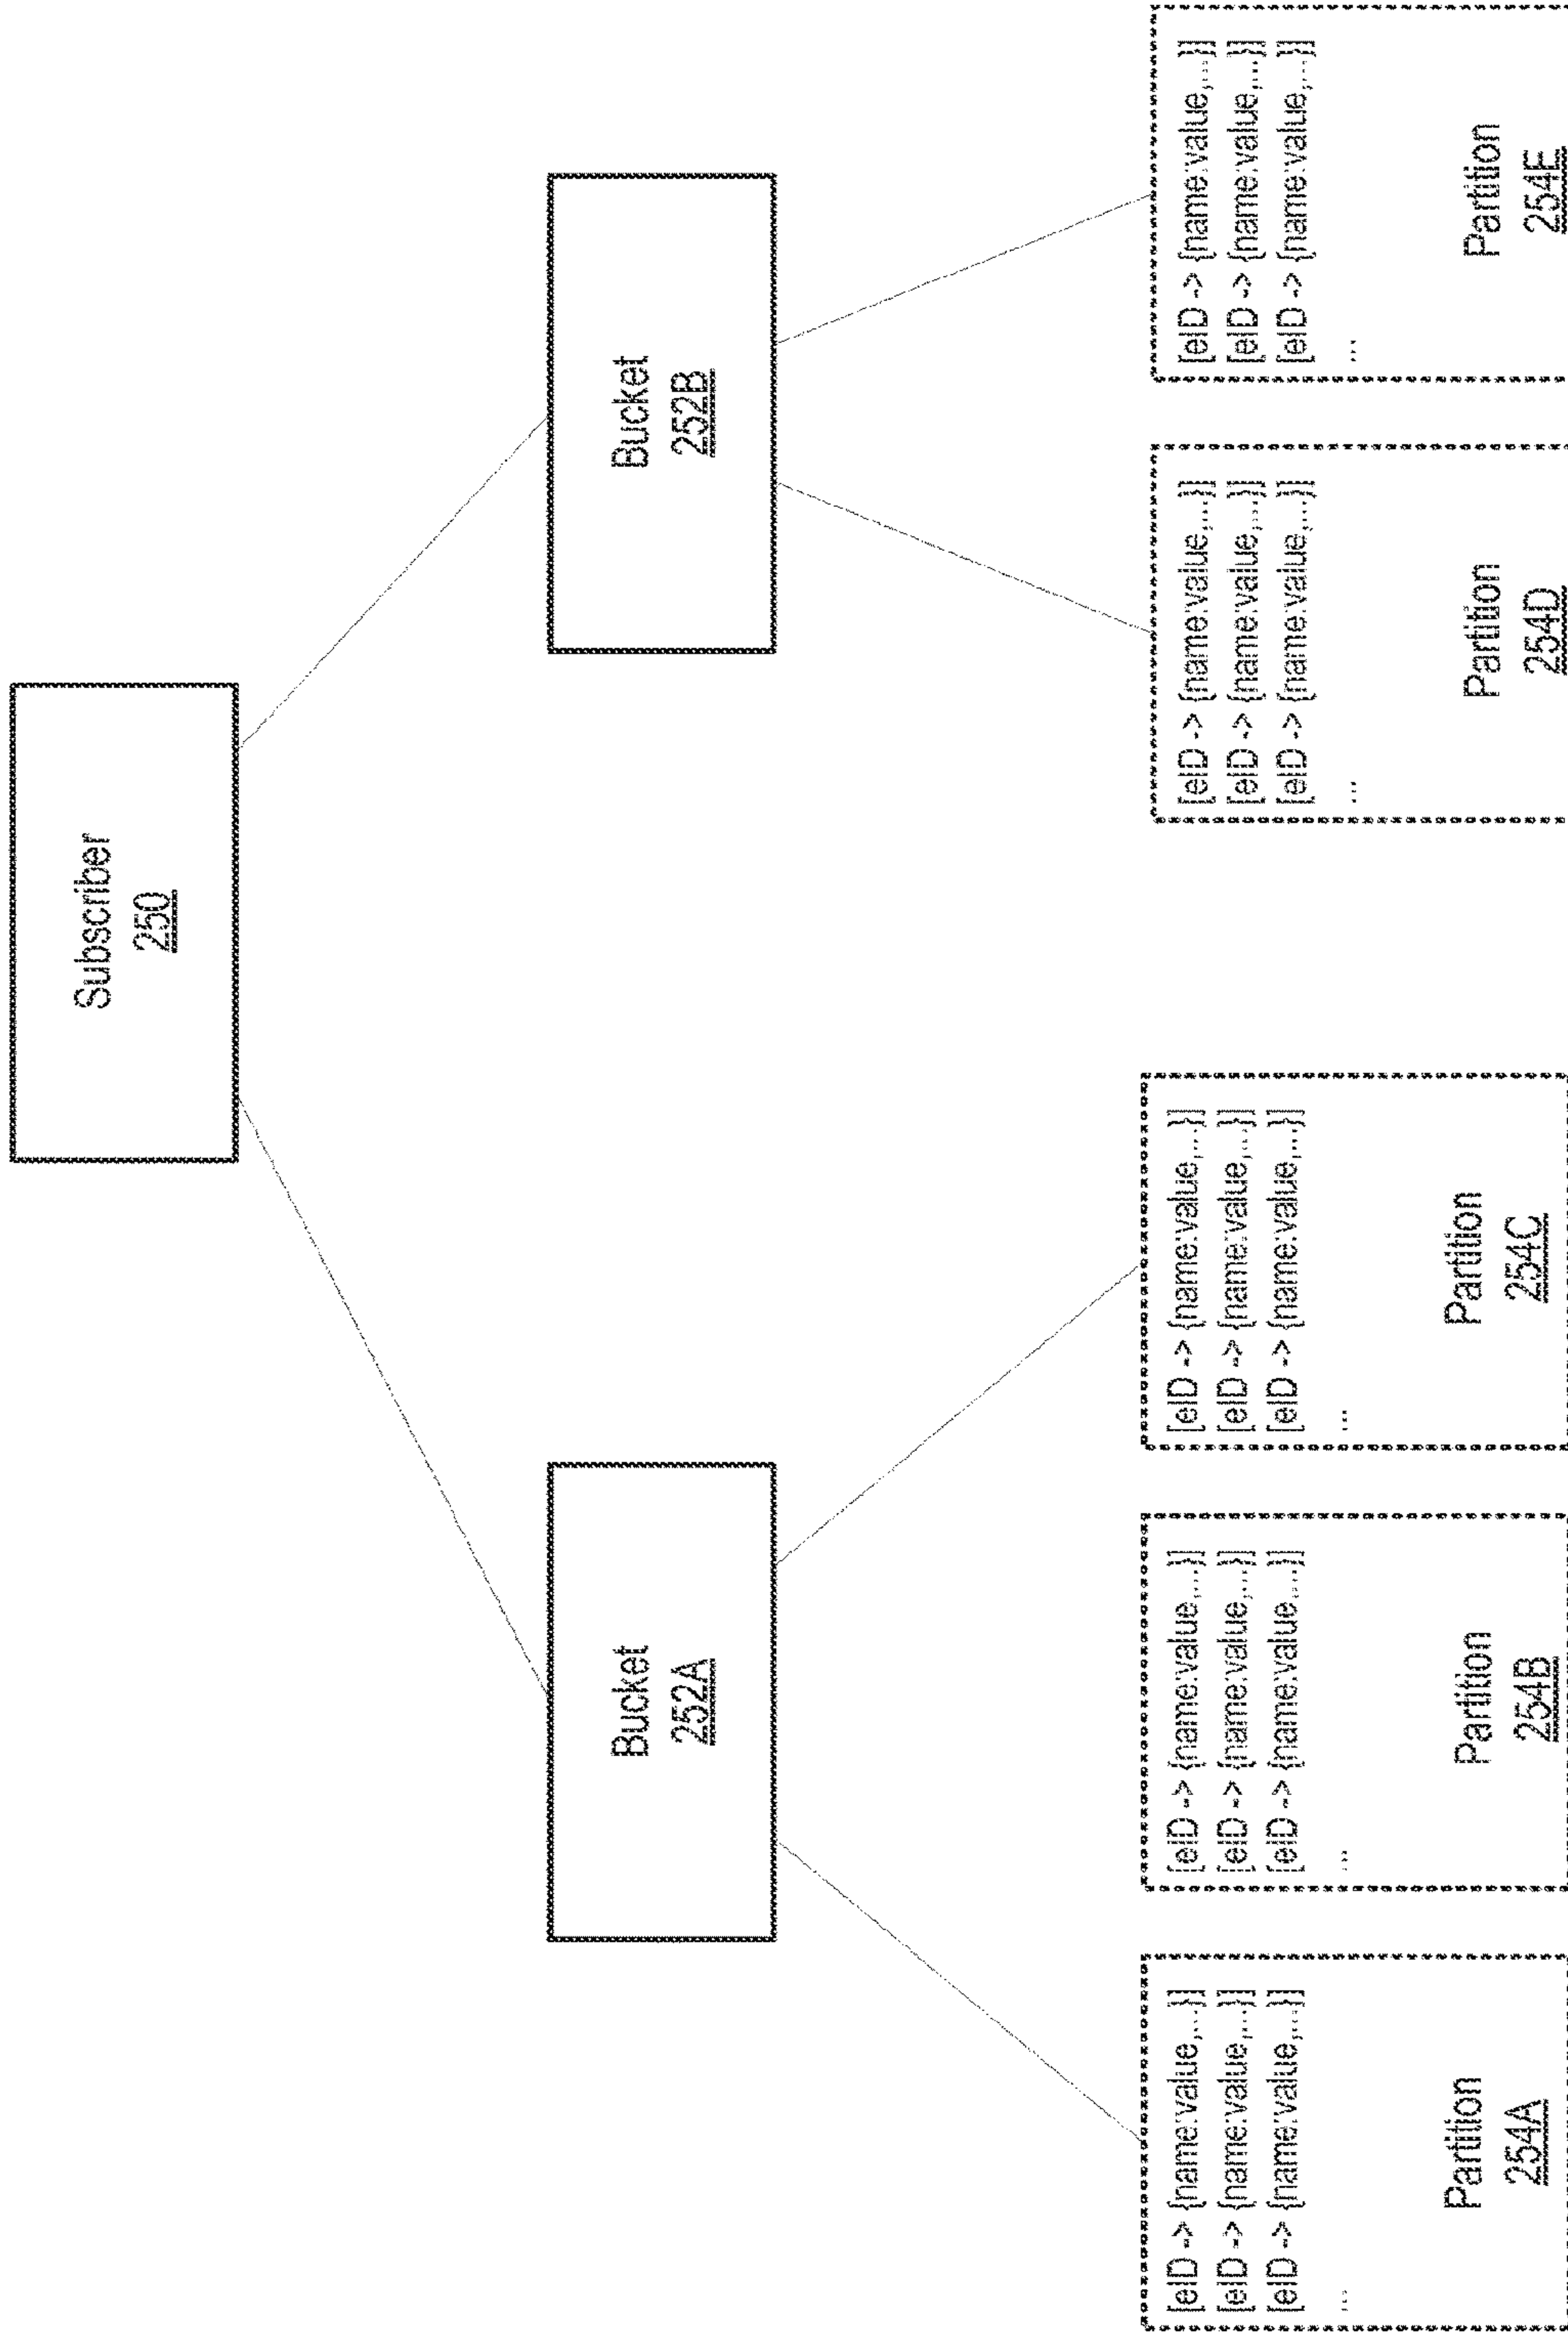 Subscriber
250
Bucket
252A
Bucket
252B
[eID -> {name:value,...}]
[eID -> {name:value,...}]
[eID -> {name:value,...}]
...
Partition
254A
[eID -> {name:value,...}]
[eID -> {name:value,...}]
[eID -> {name:value,...}]
...
Partition
254B
[eID -> {name:value,...}]
[eID -> {name:value,...}]
[eID -> {name:value,...}]
...
Partition
254C
[eID -> {name:value,...}]
[eID -> {name:value,...}]
[eID -> {name:value,...}]
...
Partition
254D
[eID -> {name:value,...}]
[eID -> {name:value,...}]
[eID -> {name:value,...}]
...
Partition
254E